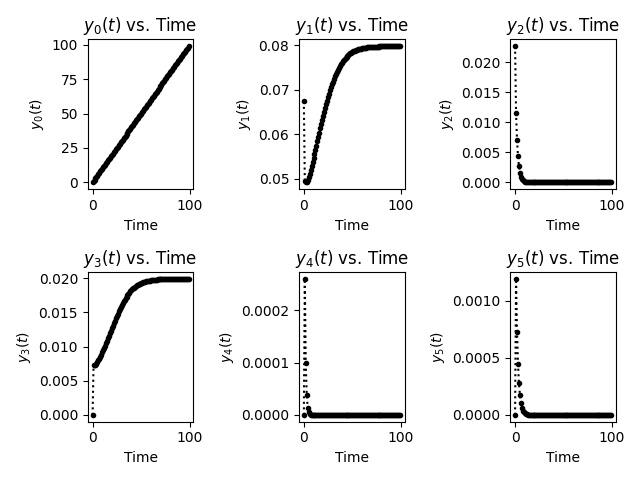 y₀(t) vs. Time
y₀(t)
100
75
50
25
0
0
100
Time
y₁(t) vs. Time
y₁(t)
0.08
0.07
0.06
0.05
0
100
Time
y₂(t) vs. Time
y₂(t)
0.020
0.015
0.010
0.005
0.000
0
100
Time
y₃(t) vs. Time
y₃(t)
0.020
0.015
0.010
0.005
0.000
0
100
Time
y₄(t) vs. Time
y₄(t)
0.0002
0.0001
0.0000
0
100
Time
y₅(t) vs. Time
y₅(t)
0.0010
0.0005
0.0000
0
100
Time